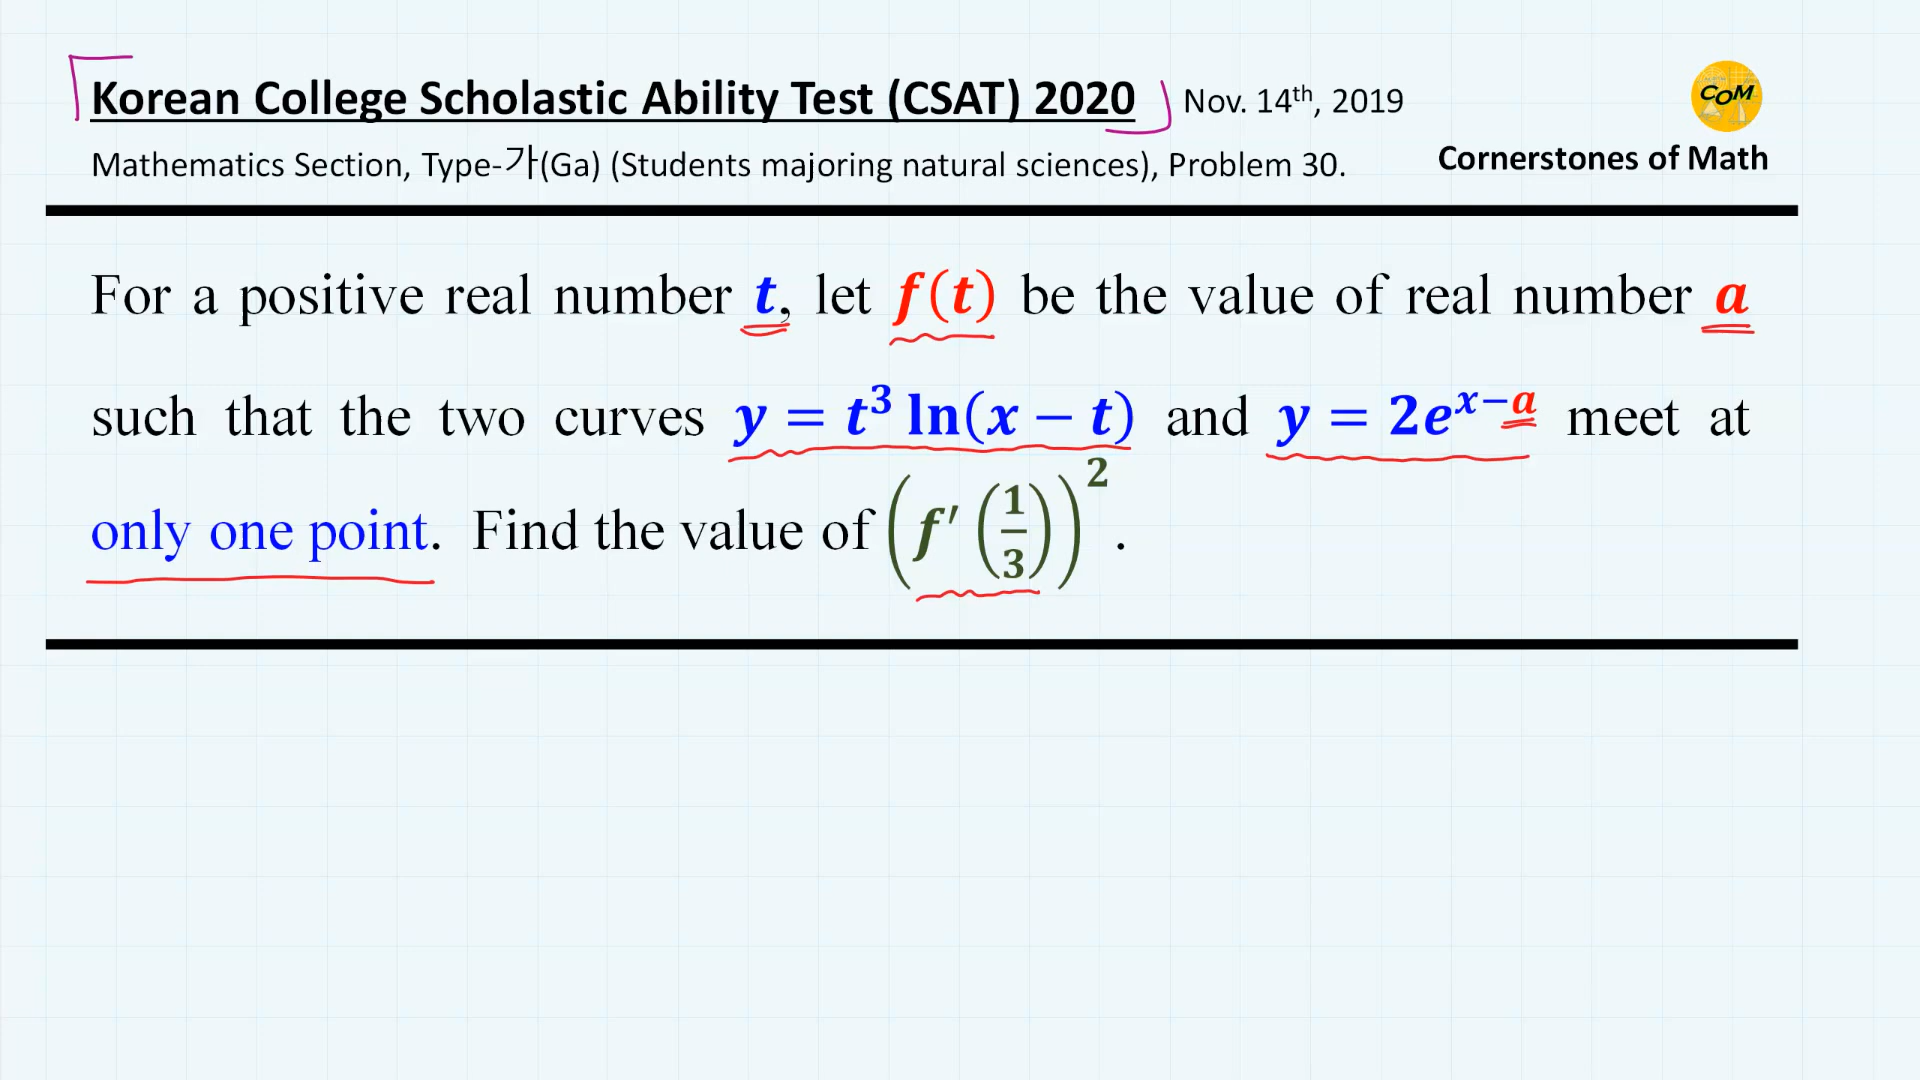 Korean College Scholastic Ability Test (CSAT) 2020 Nov. 14th, 2019
COM
Mathematics Section, Type-가(Ga) (Students majoring natural sciences), Problem 30.
Cornerstones of Math
For a positive real number t, let f(t) be the value of real number a
such that the two curves y = t³ ln(x − t) and y = 2eˣ⁻ᵃ meet at
only one point. Find the value of (f′(1/3))².